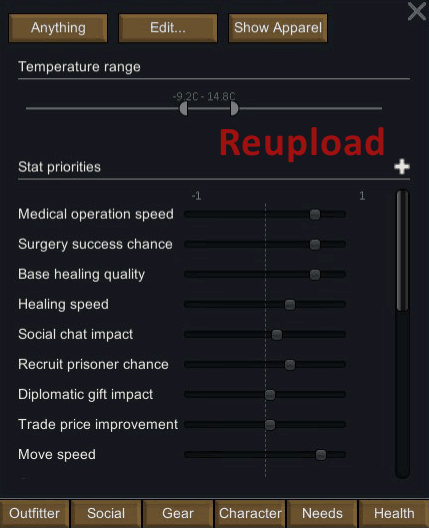 Anything Edit... Show Apparel
Temperature range
-9.2C - 14.8C
Reupload
Stat priorities
-1 1
Medical operation speed
Surgery success chance
Base healing quality
Healing speed
Social chat impact
Recruit prisoner chance
Diplomatic gift impact
Trade price improvement
Move speed
Outfitter Social Gear Character Needs Health